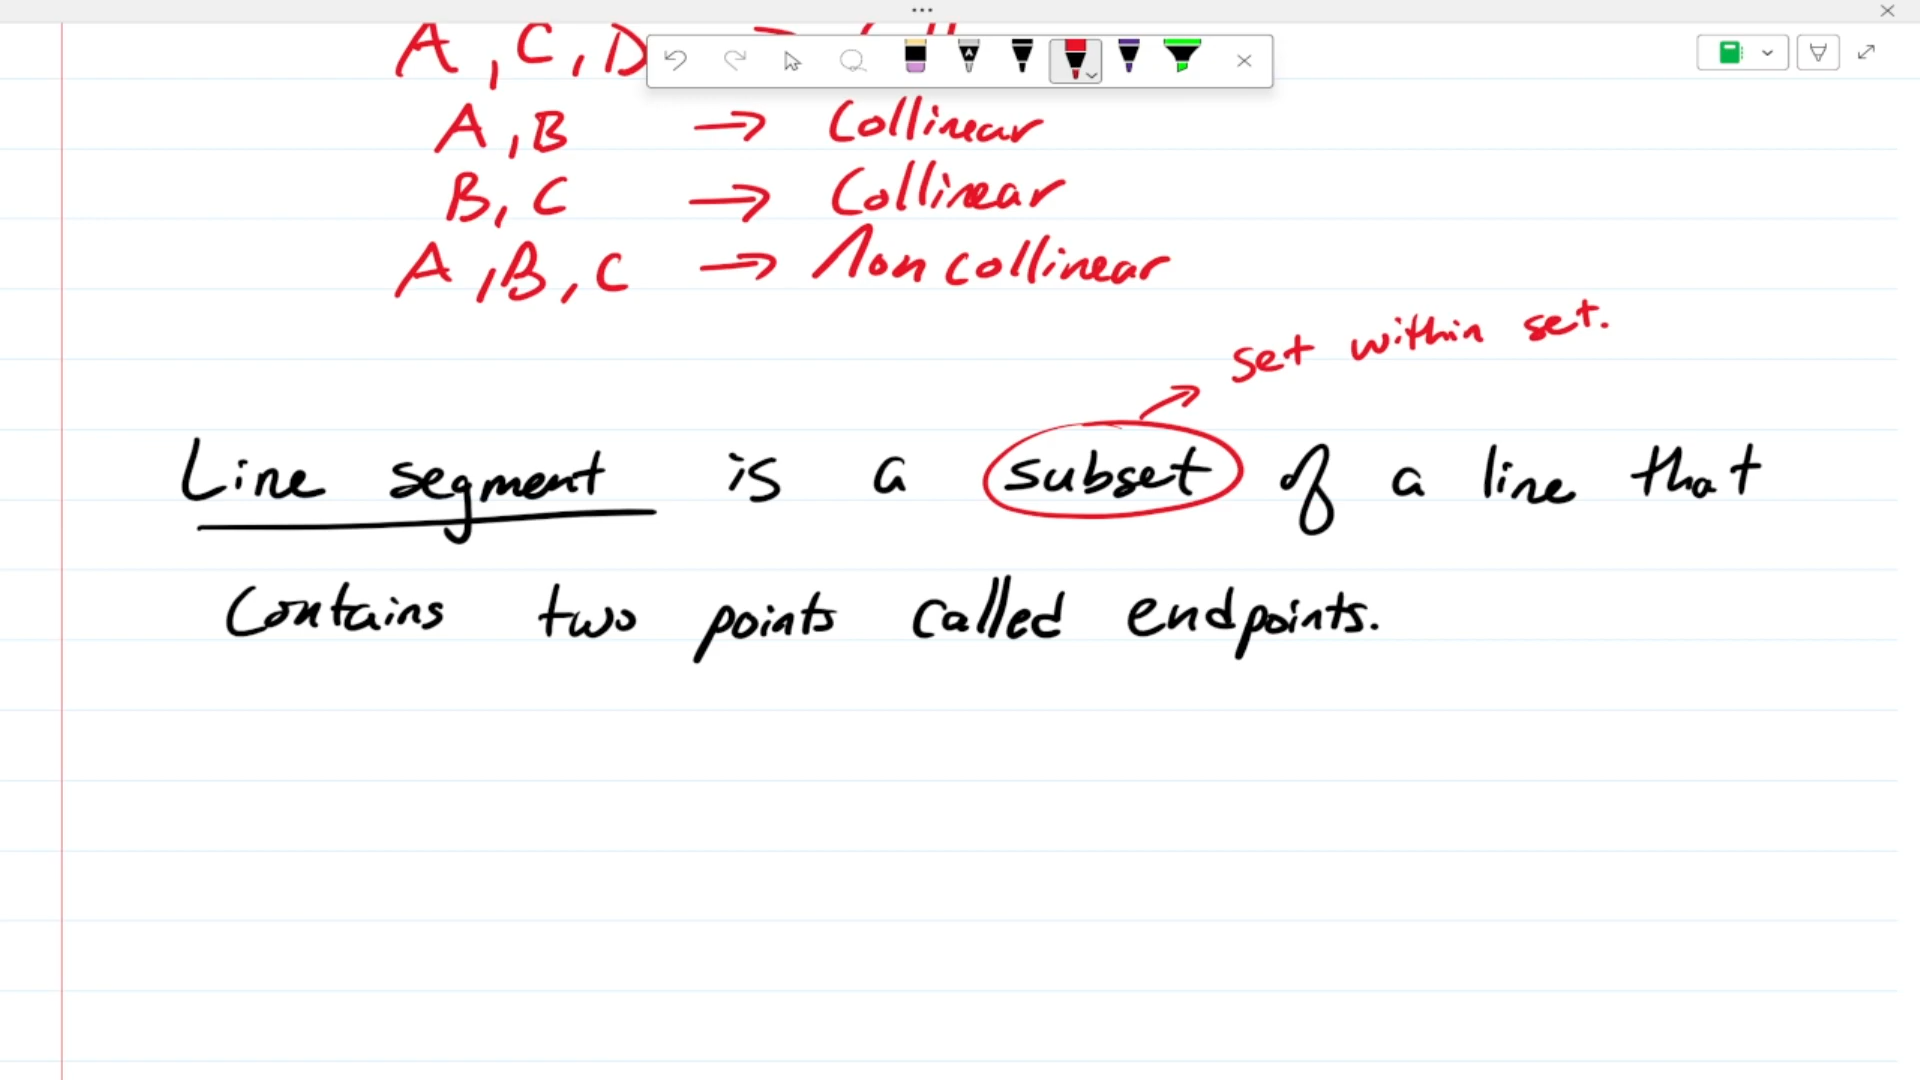 A, C, D
A, B → Collinear
B, C → Collinear
A, B, C → Non collinear
set within set.
Line segment is a subset of a line that
contains two points called endpoints.